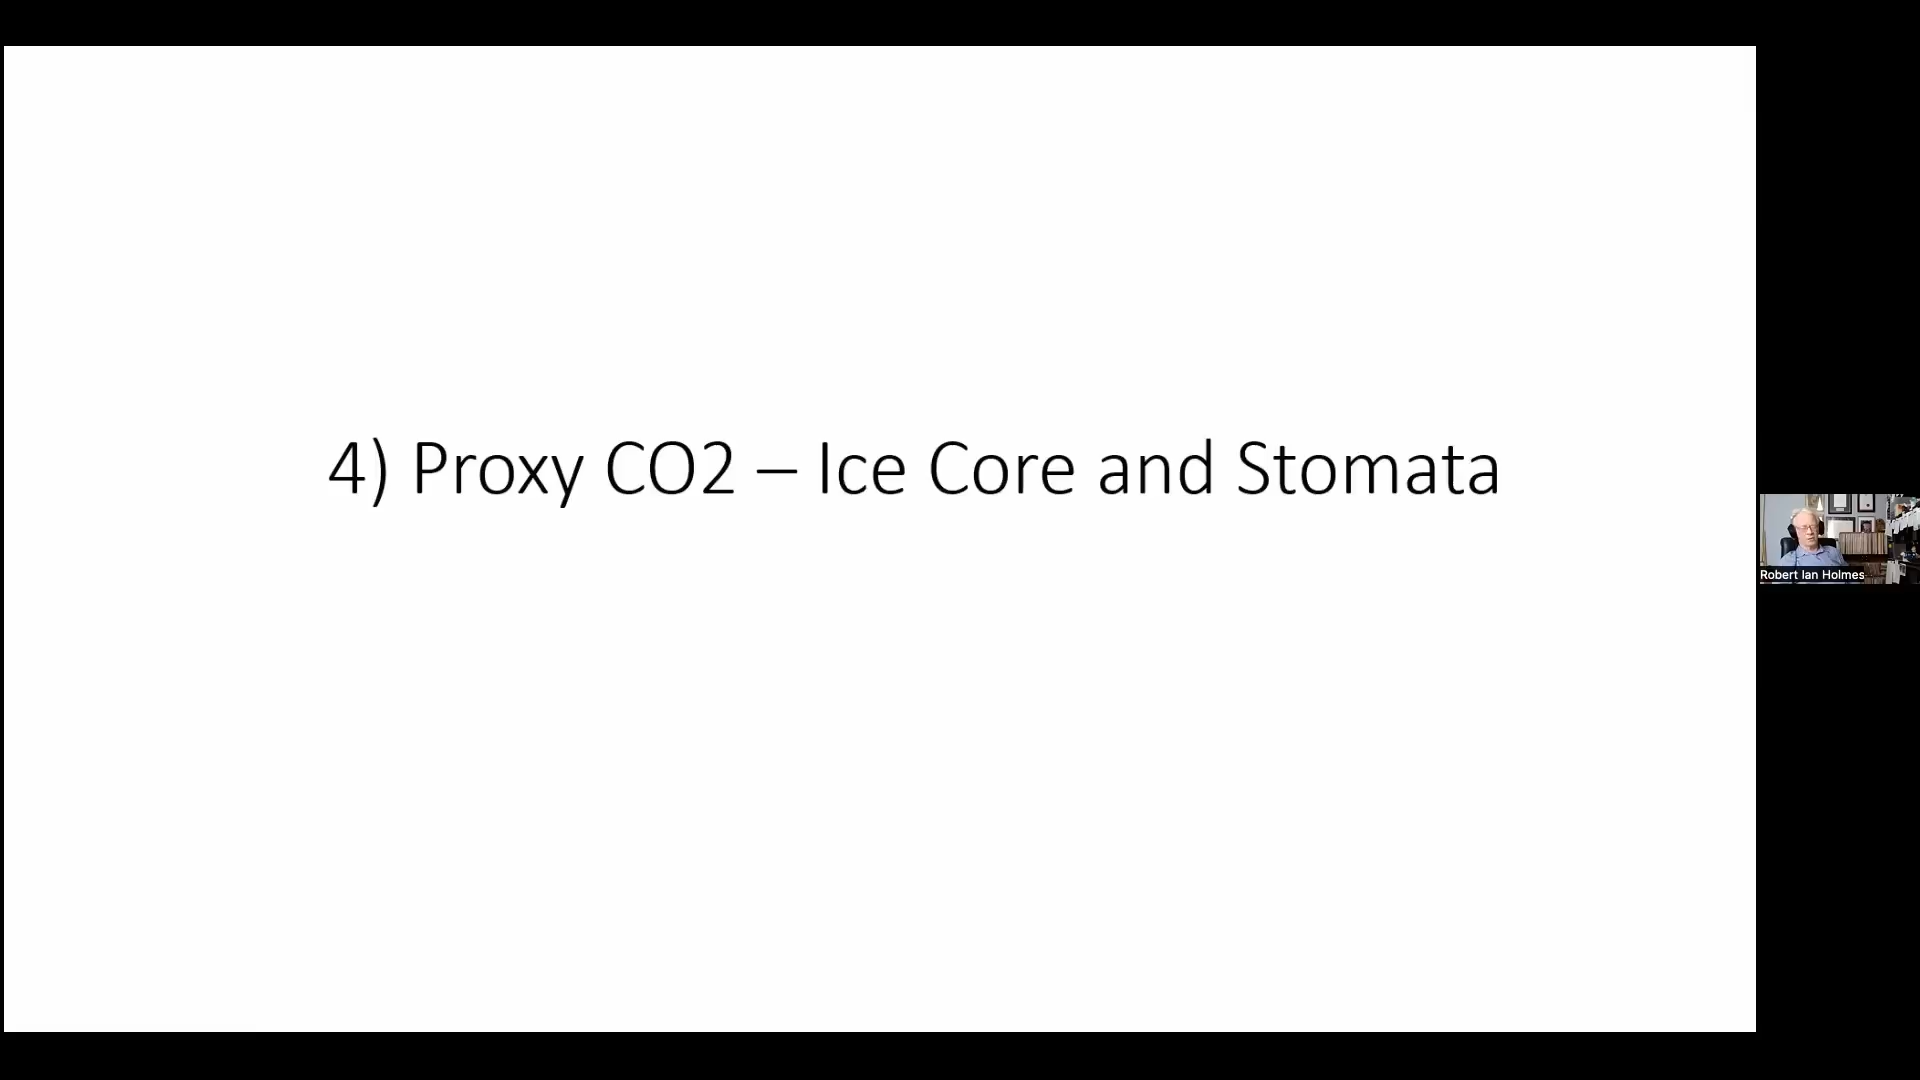 4) Proxy CO2 – Ice Core and Stomata
Robert Ian Holmes